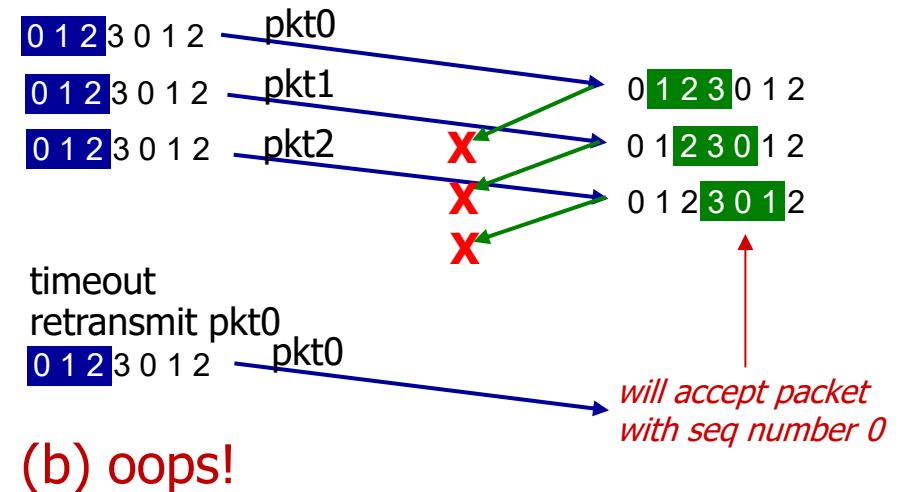 0 1 2 3 0 1 2 pkt0
0 1 2 3 0 1 2
0 1 2 3 0 1 2 pkt1
X 0 1 2 3 0 1 2
0 1 2 3 0 1 2 pkt2
X 0 1 2 3 0 1 2
X
timeout
retransmit pkt0
0 1 2 3 0 1 2 pkt0
will accept packet
with seq number 0
(b) oops!